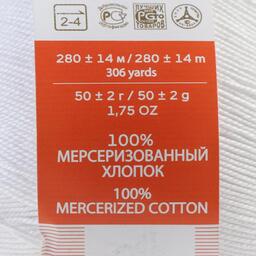 2-4
280 ± 14 м / 280 ± 14 m
306 yards
50 ± 2 г / 50 ± 2 g
1,75 OZ
100%
МЕРСЕРИЗОВАННЫЙ
ХЛОПОК
100%
MERCERIZED COTTON